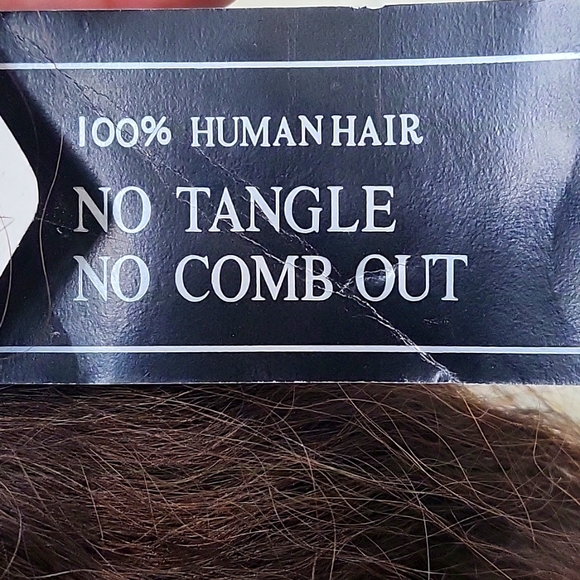 100% HUMAN HAIR
NO TANGLE
NO COMB OUT